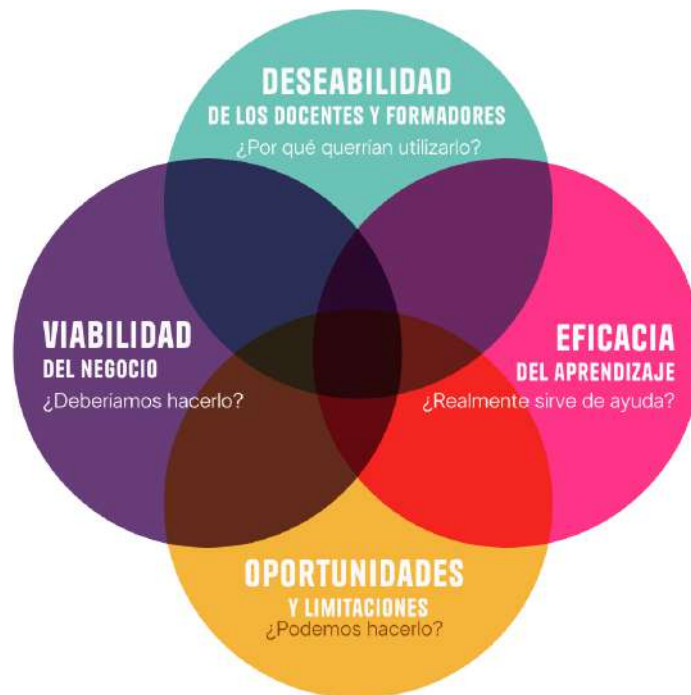 DESEABILIDAD
DE LOS DOCENTES Y FORMADORES
¿Por qué querrían utilizarlo?
VIABILIDAD
DEL NEGOCIO
¿Deberíamos hacerlo?
EFICACIA
DEL APRENDIZAJE
¿Realmente sirve de ayuda?
OPORTUNIDADES
Y LIMITACIONES
¿Podemos hacerlo?